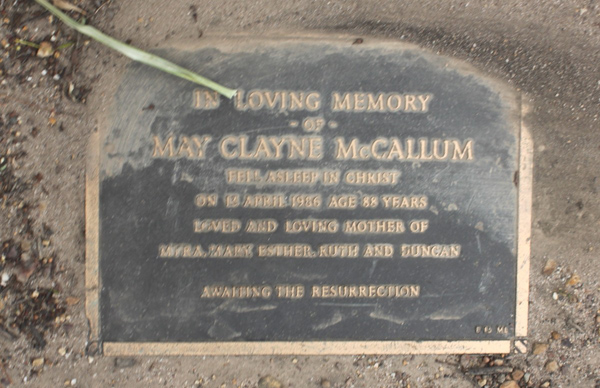 IN LOVING MEMORY
- OF -
MAY CLAYNE McCALLUM
FELL ASLEEP IN CHRIST
ON 12 APRIL 1986 AGE 88 YEARS
LOVED AND LOVING MOTHER OF
MYRA, MARY, ESTHER, RUTH AND DUNCAN
AWAITING THE RESURRECTION